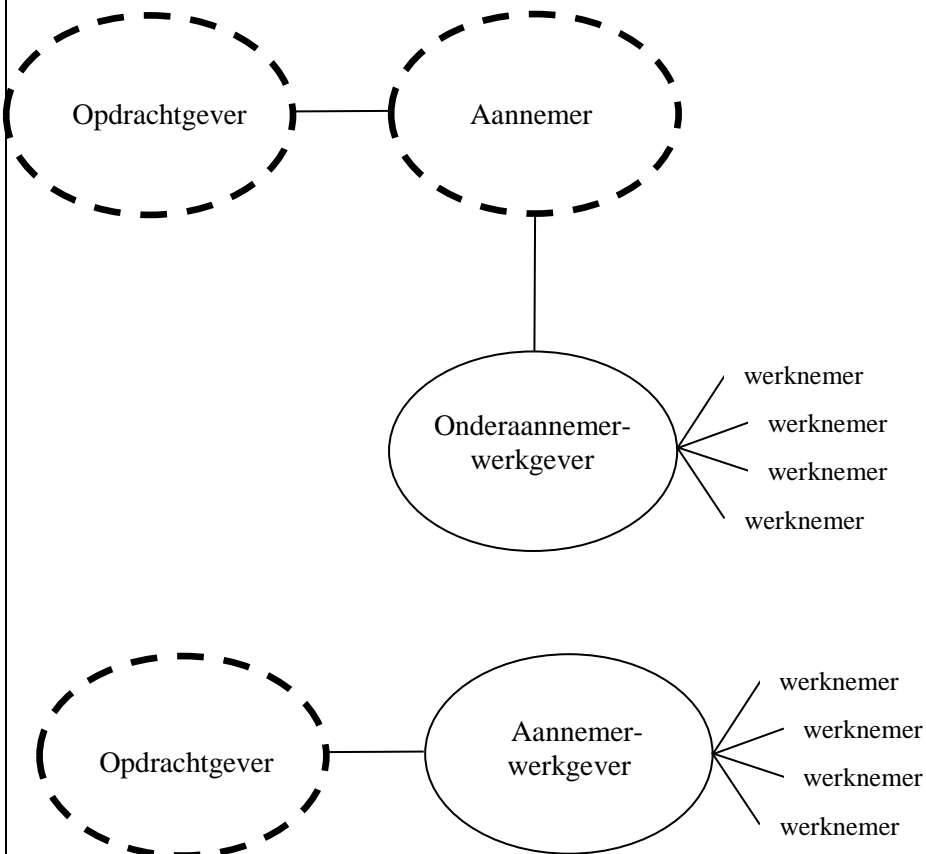 Opdrachtgever
Aannemer
Onderaannemer-
werkgever
werknemer
werknemer
werknemer
werknemer
Opdrachtgever
Aannemer-
werkgever
werknemer
werknemer
werknemer
werknemer